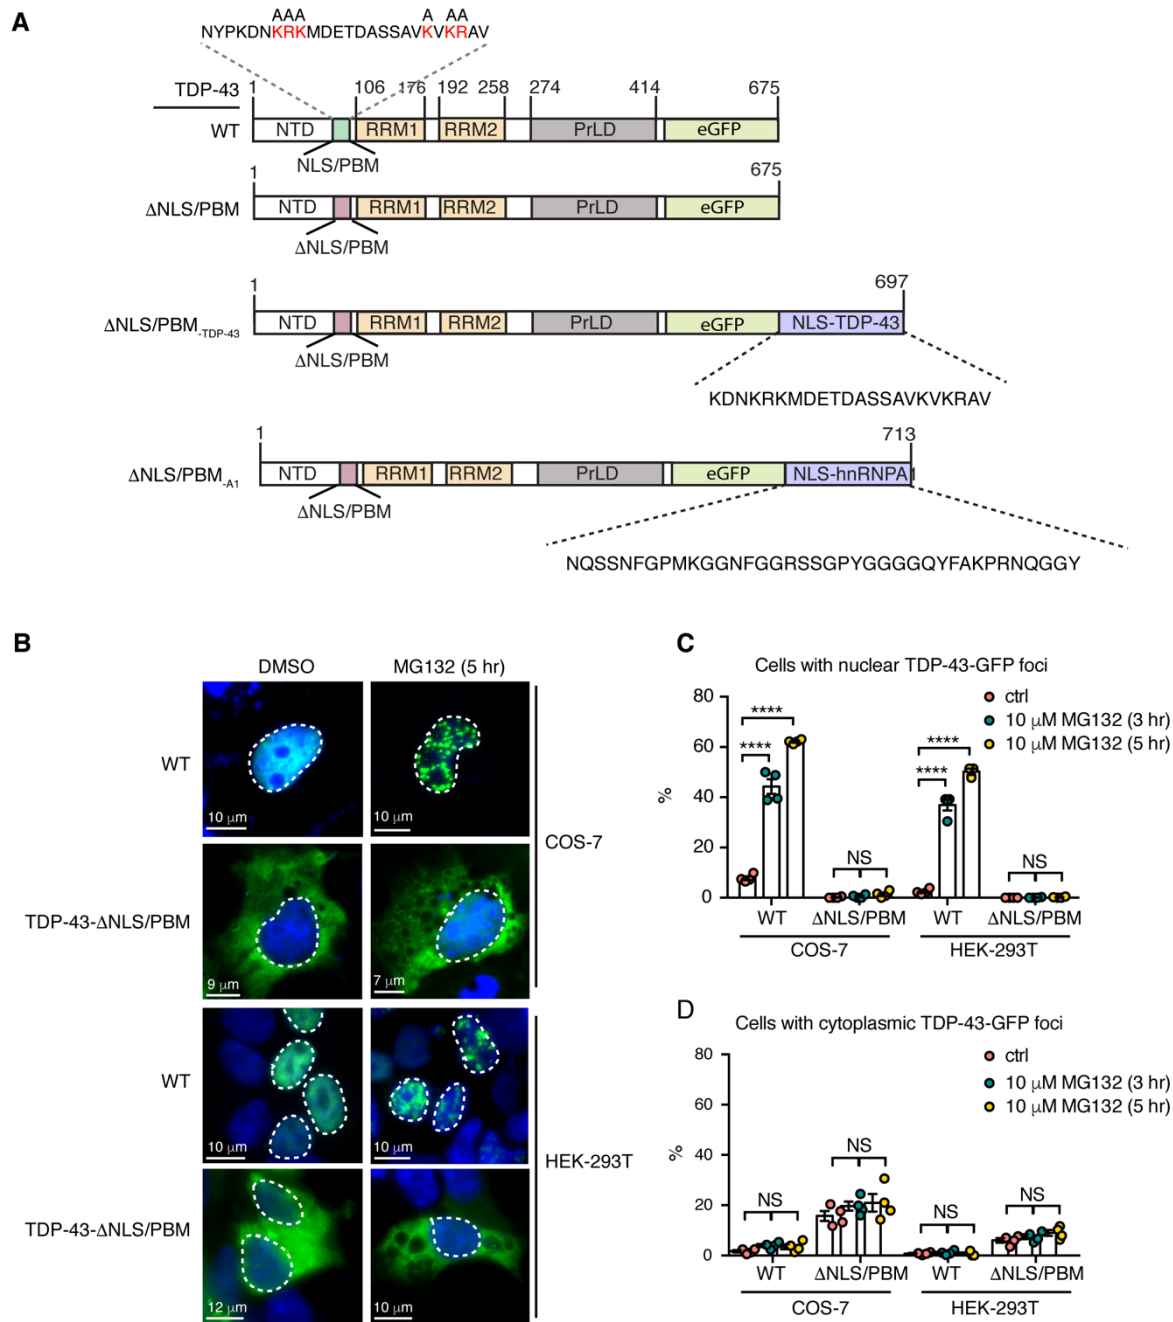 A
AAA A AA
NYPKDNKRKMDETDASSAVKVKRAV
TDP-43 1 106 176 192 258 274 414 675
WT NTD RRM1 RRM2 PrLD eGFP
NLS/PBM
1 675
ΔNLS/PBM NTD RRM1 RRM2 PrLD eGFP
ΔNLS/PBM
1 697
ΔNLS/PBM-TDP-43 NTD RRM1 RRM2 PrLD eGFP NLS-TDP-43
ΔNLS/PBM
KDNKRKMDETDASSAVKVKRAV
1 713
ΔNLS/PBM-A1 NTD RRM1 RRM2 PrLD eGFP NLS-hnRNPA1
ΔNLS/PBM
NQSSNFGPMKGGNFGGRSSGPYGGGGQYFAKPRNQGGY
B
DMSO MG132 (5 hr)
WT
10 μm 10 μm
COS-7
TDP-43-ΔNLS/PBM
9 μm 7 μm
WT
10 μm 10 μm
HEK-293T
TDP-43-ΔNLS/PBM
12 μm 10 μm
C
Cells with nuclear TDP-43-GFP foci
ctrl
10 μM MG132 (3 hr)
10 μM MG132 (5 hr)
%
80
60
40
20
0
**** **** NS **** **** NS
WT ΔNLS/PBM WT ΔNLS/PBM
COS-7 HEK-293T
D
Cells with cytoplasmic TDP-43-GFP foci
ctrl
10 μM MG132 (3 hr)
10 μM MG132 (5 hr)
%
80
60
40
20
0
NS NS NS NS
WT ΔNLS/PBM WT ΔNLS/PBM
COS-7 HEK-293T